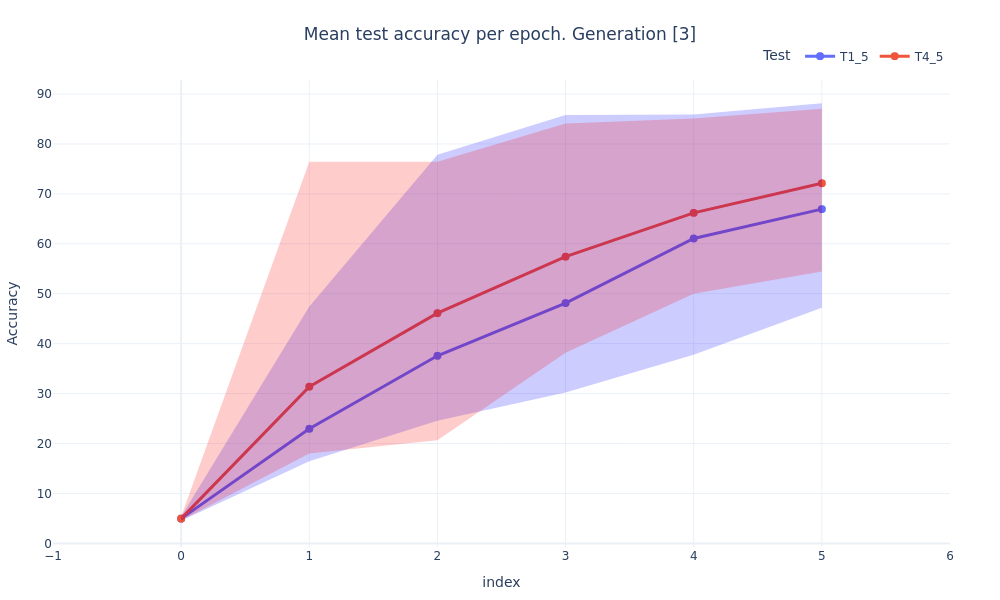 Mean test accuracy per epoch. Generation [3]
Test T1_5 T4_5
90
80
70
60
50
40
30
20
10
0
Accuracy
−1 0 1 2 3 4 5 6
index